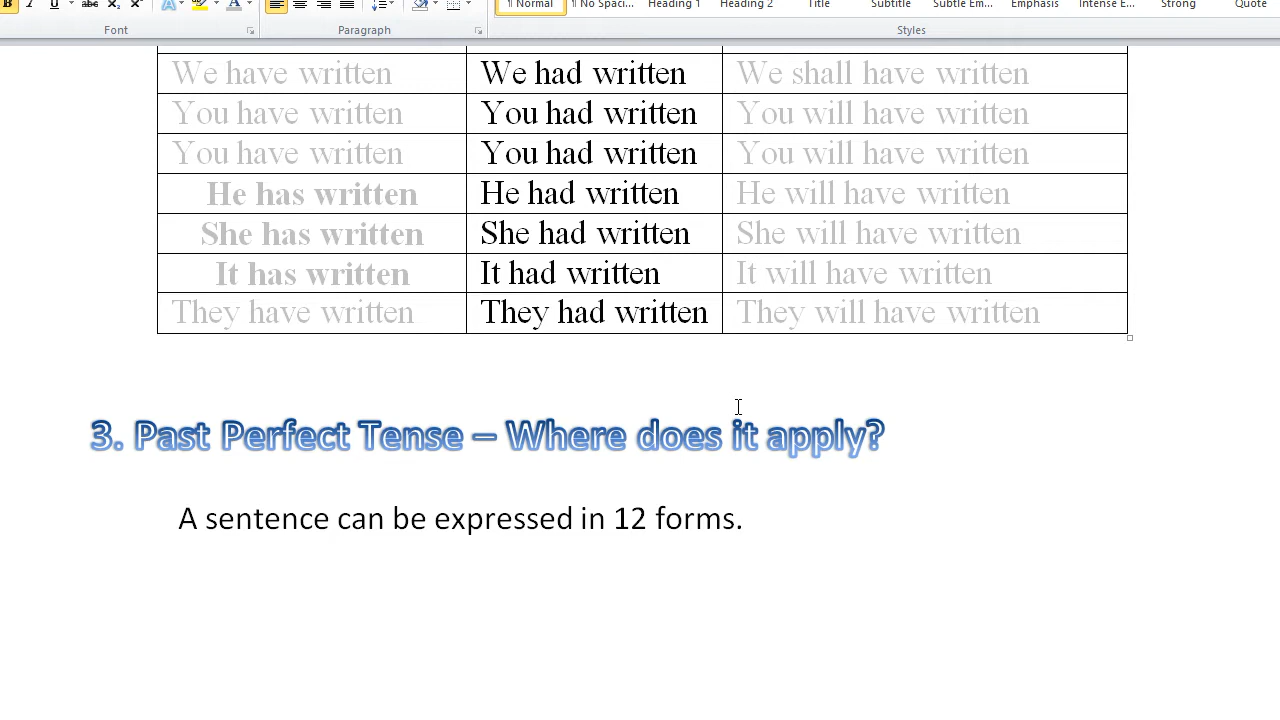 B I U abc X₂ X² A ab A
¶ Normal ¶ No Spaci... Heading 1 Heading 2 Title Subtitle Subtle Em... Emphasis Intense E... Strong Quote
Font Paragraph Styles
We have written We had written We shall have written
You have written You had written You will have written
You have written You had written You will have written
He has written He had written He will have written
She has written She had written She will have written
It has written It had written It will have written
They have written They had written They will have written
3. Past Perfect Tense – Where does it apply?
A sentence can be expressed in 12 forms.